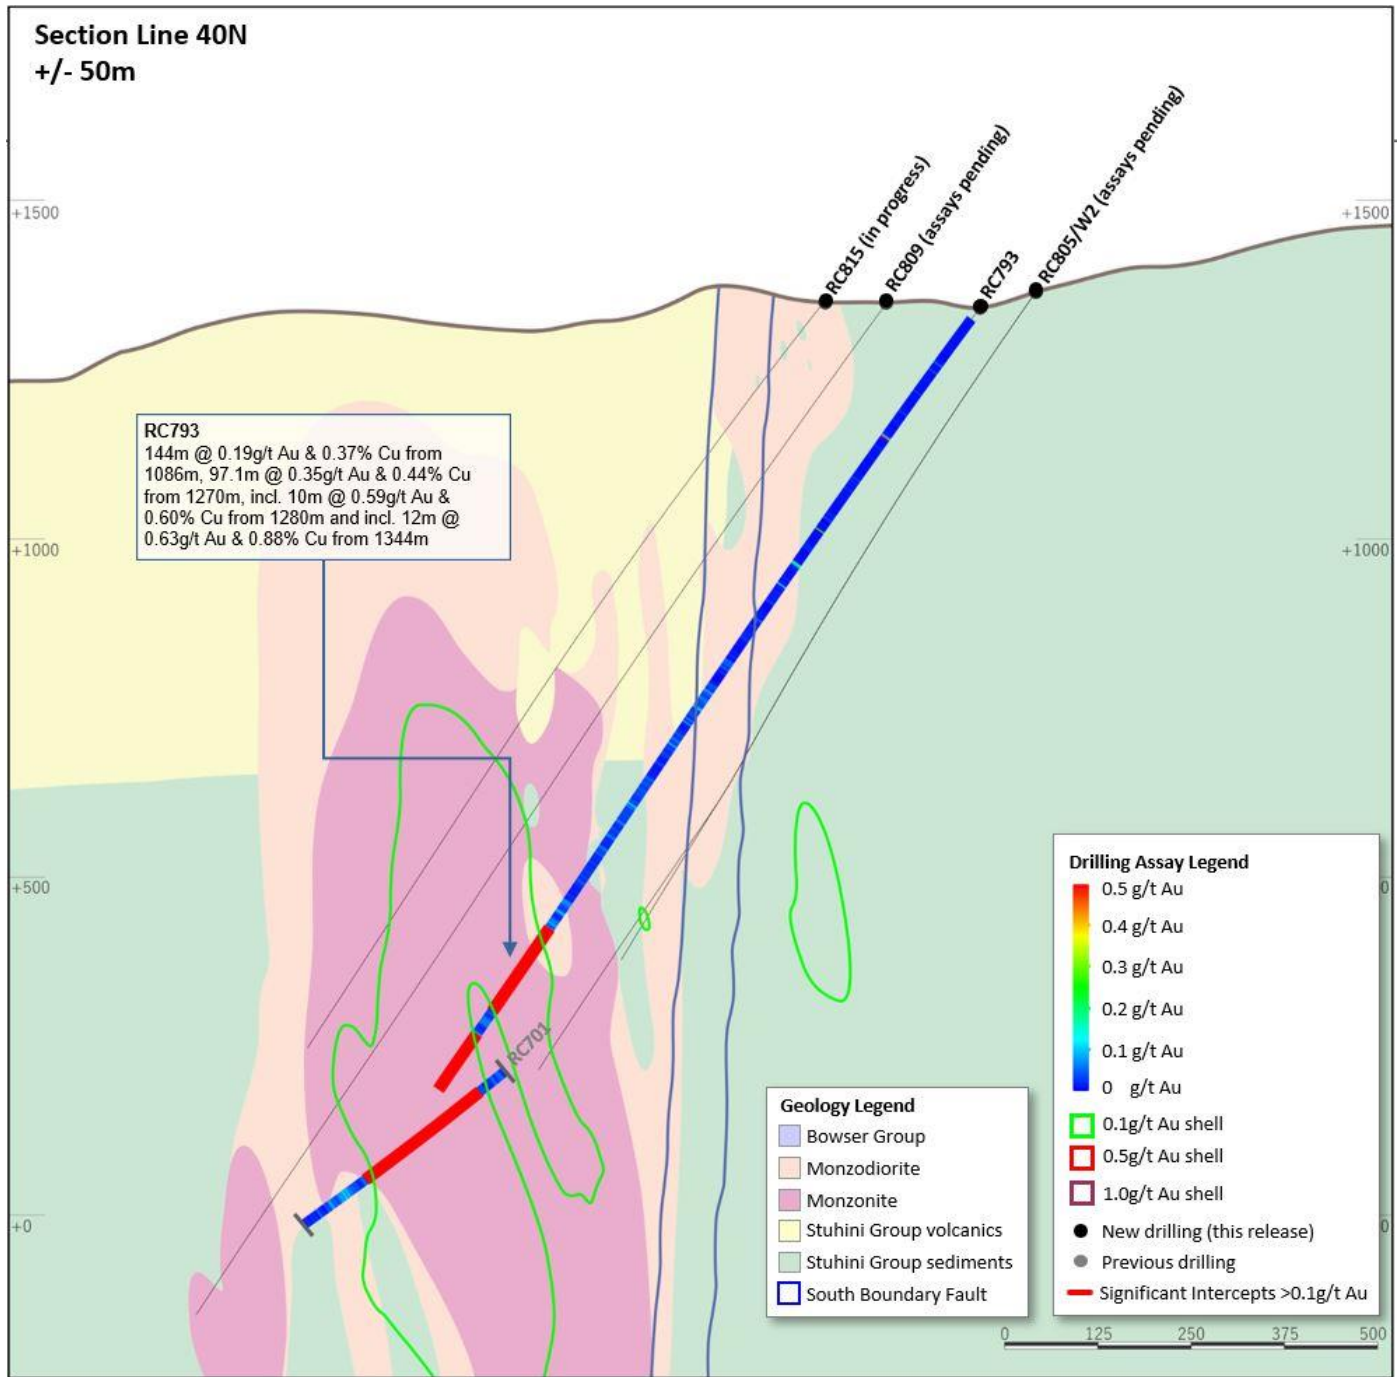 Section Line 40N
+/- 50m
RC815 (in progress)
RC809 (assays pending)
RC793
RC805/W2 (assays pending)
+1500
+1500
RC793
144m @ 0.19g/t Au & 0.37% Cu from
1086m, 97.1m @ 0.35g/t Au & 0.44% Cu
from 1270m, incl. 10m @ 0.59g/t Au &
0.60% Cu from 1280m and incl. 12m @
0.63g/t Au & 0.88% Cu from 1344m
+1000
+1000
+500
0
RC701
+0
0
Drilling Assay Legend
0.5 g/t Au
0.4 g/t Au
0.3 g/t Au
0.2 g/t Au
0.1 g/t Au
0 g/t Au
0.1g/t Au shell
0.5g/t Au shell
1.0g/t Au shell
New drilling (this release)
Previous drilling
Significant Intercepts >0.1g/t Au
Geology Legend
Bowser Group
Monzodiorite
Monzonite
Stuhini Group volcanics
Stuhini Group sediments
South Boundary Fault
0 125 250 375 500